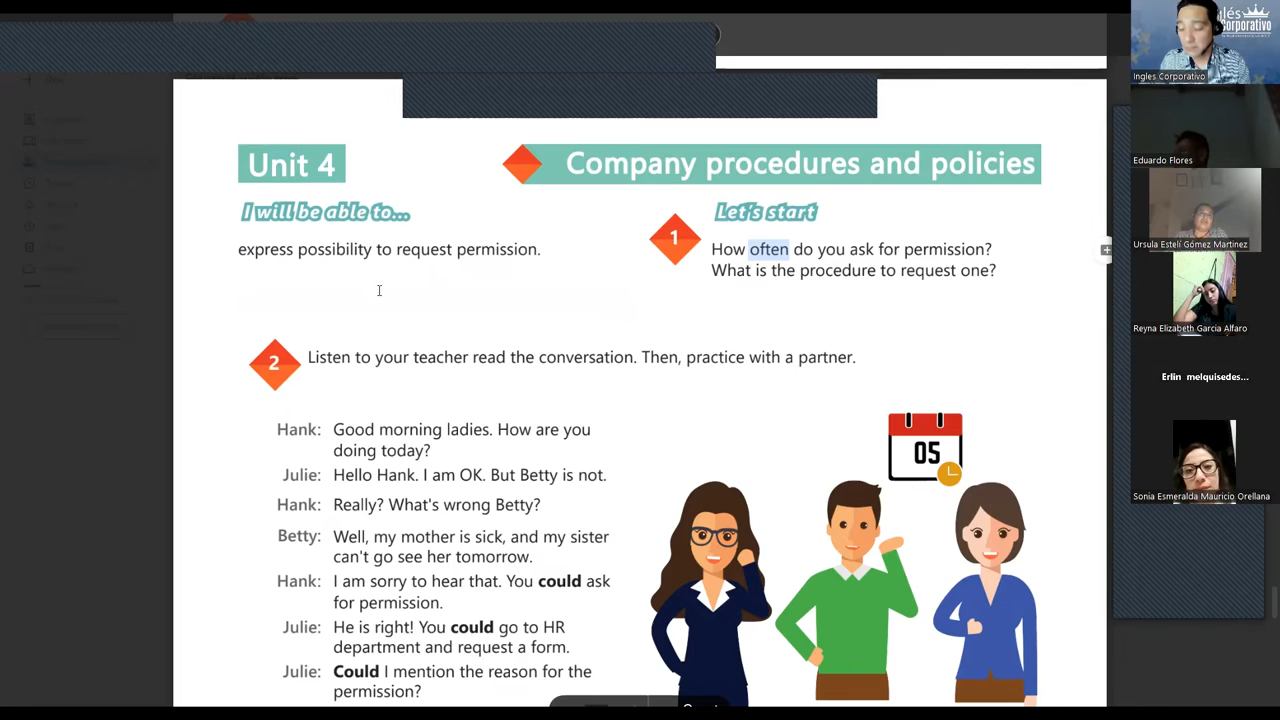 Unit 4
Company procedures and policies
I will be able to...
express possibility to request permission.
Let's start
1
How often do you ask for permission?
What is the procedure to request one?
2
Listen to your teacher read the conversation. Then, practice with a partner.
Hank: Good morning ladies. How are you
doing today?
Julie: Hello Hank. I am OK. But Betty is not.
Hank: Really? What's wrong Betty?
Betty: Well, my mother is sick, and my sister
can't go see her tomorrow.
Hank: I am sorry to hear that. You could ask
for permission.
Julie: He is right! You could go to HR
department and request a form.
Julie: Could I mention the reason for the
permission?
05
Corporativo
Ingles Corporativo
Eduardo Flores
Ursula Estelí Gómez Martinez
Reyna Elizabeth Garcia Alfaro
Erlin melquisedes...
Sonia Esmeralda Mauricio Orellana